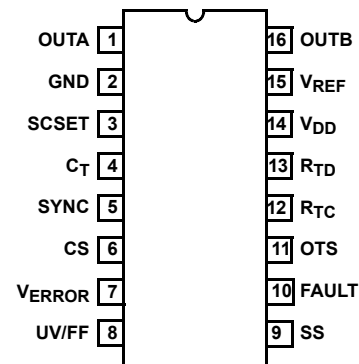 OUTA 1 16 OUTB
GND 2 15 VREF
SCSET 3 14 VDD
CT 4 13 RTD
SYNC 5 12 RTC
CS 6 11 OTS
VERROR 7 10 FAULT
UV/FF 8 9 SS